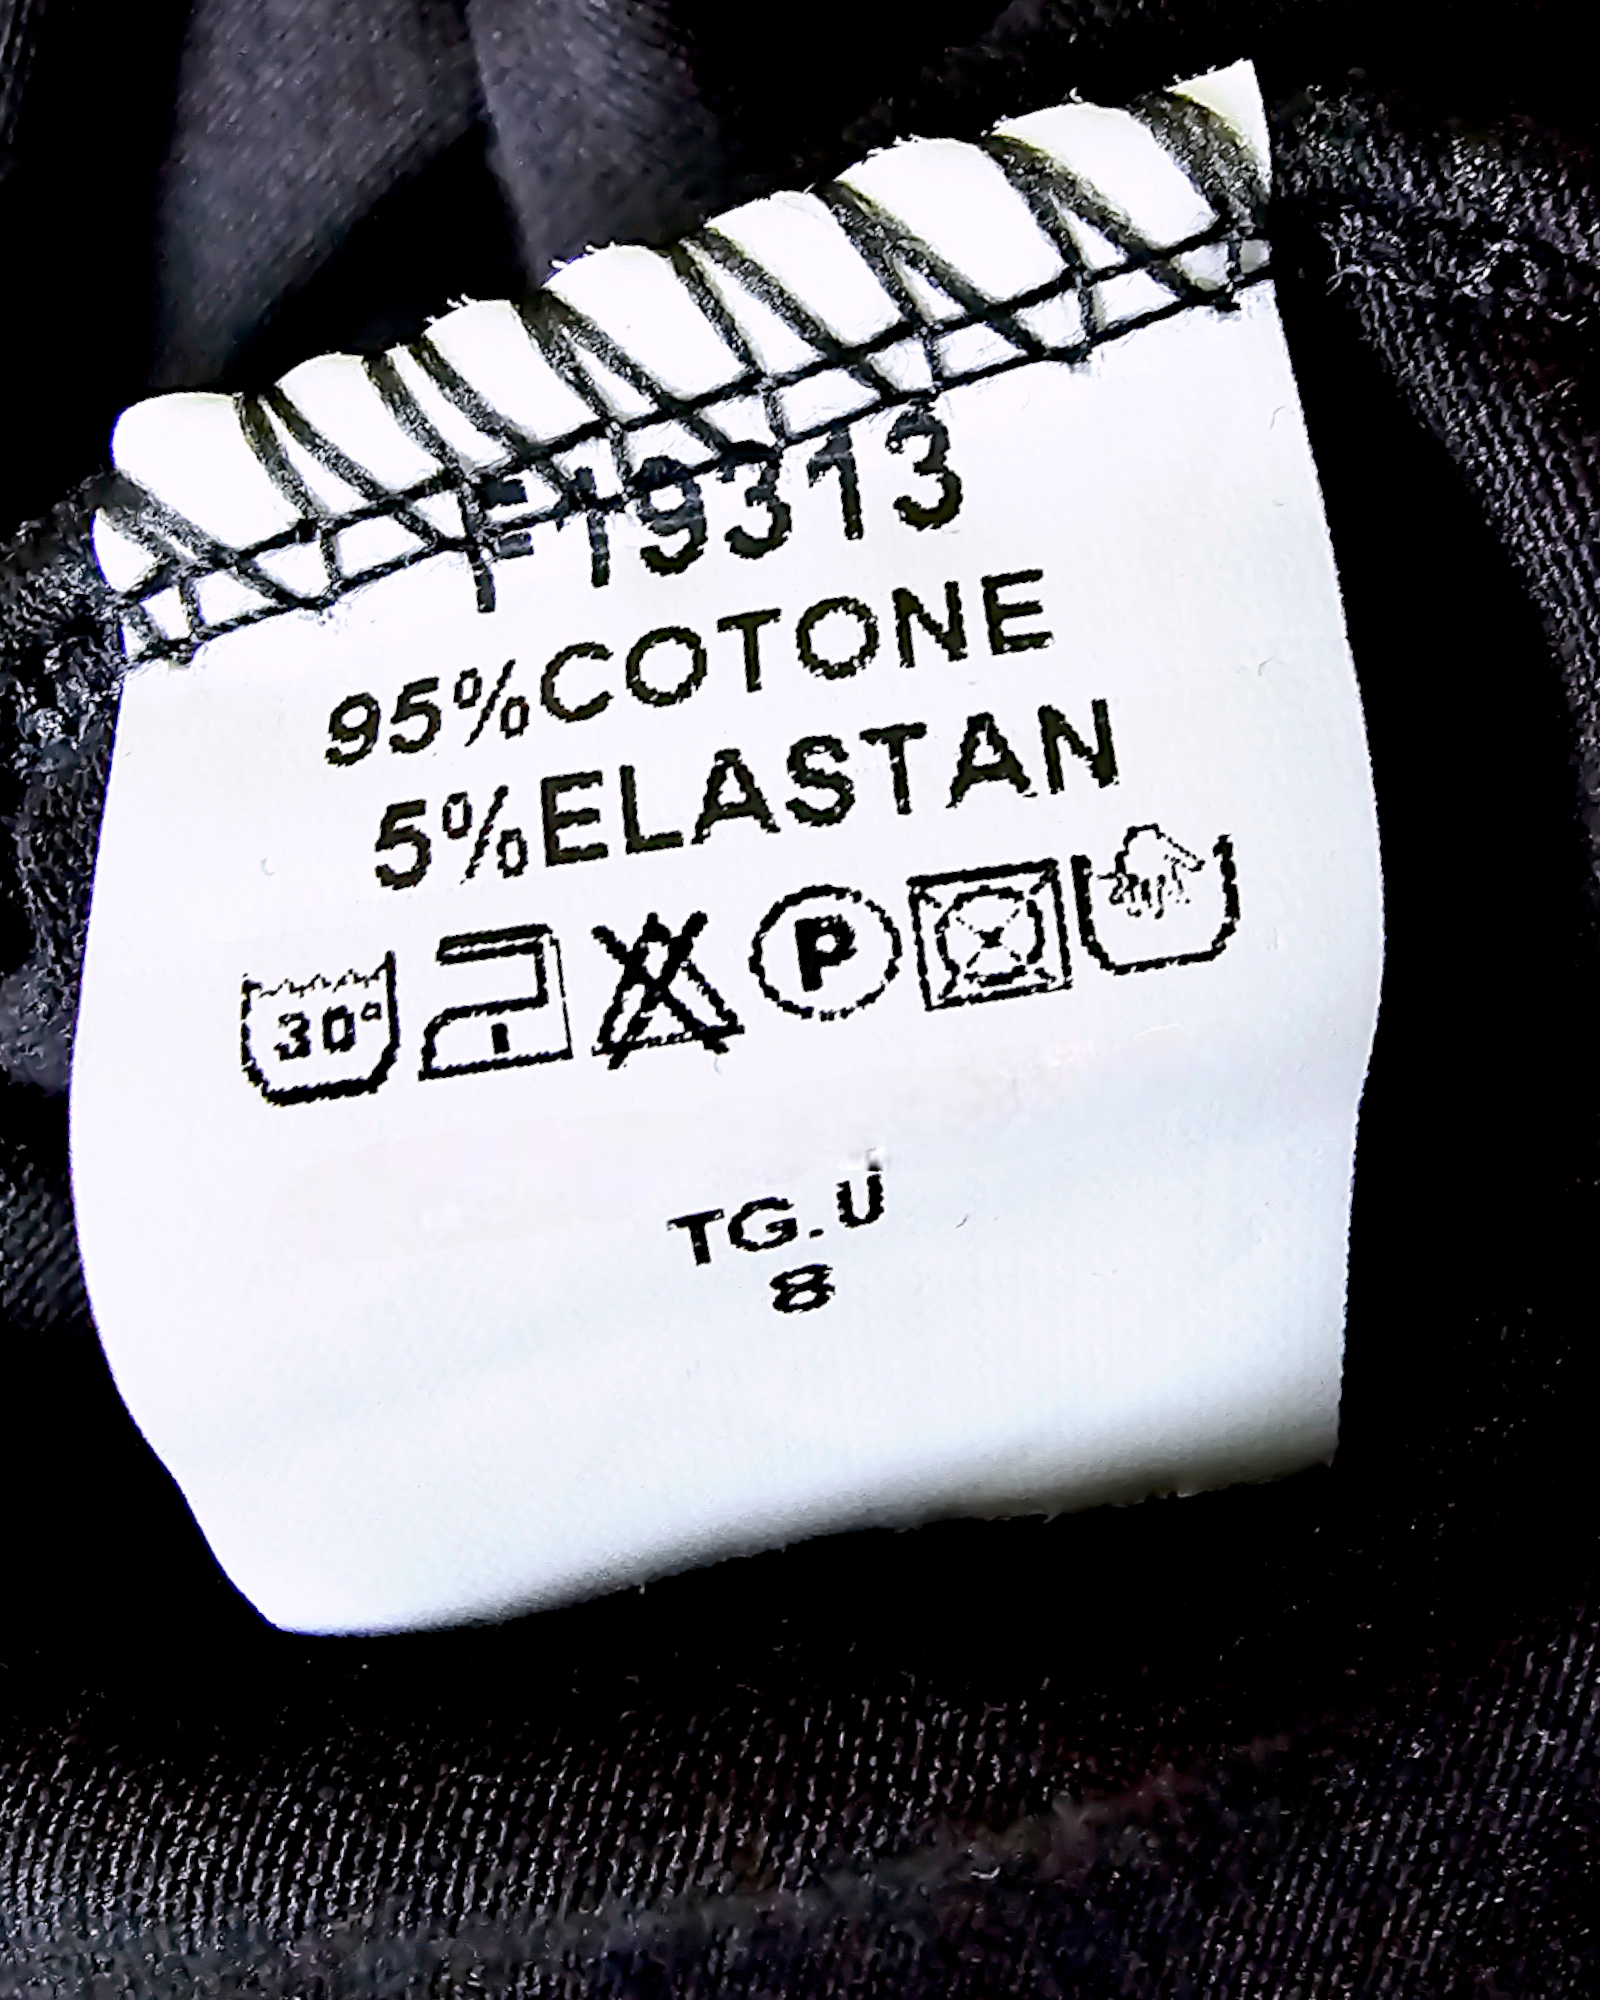 F19313
95%COTONE
5%ELASTAN
30°
P
TG.U
8